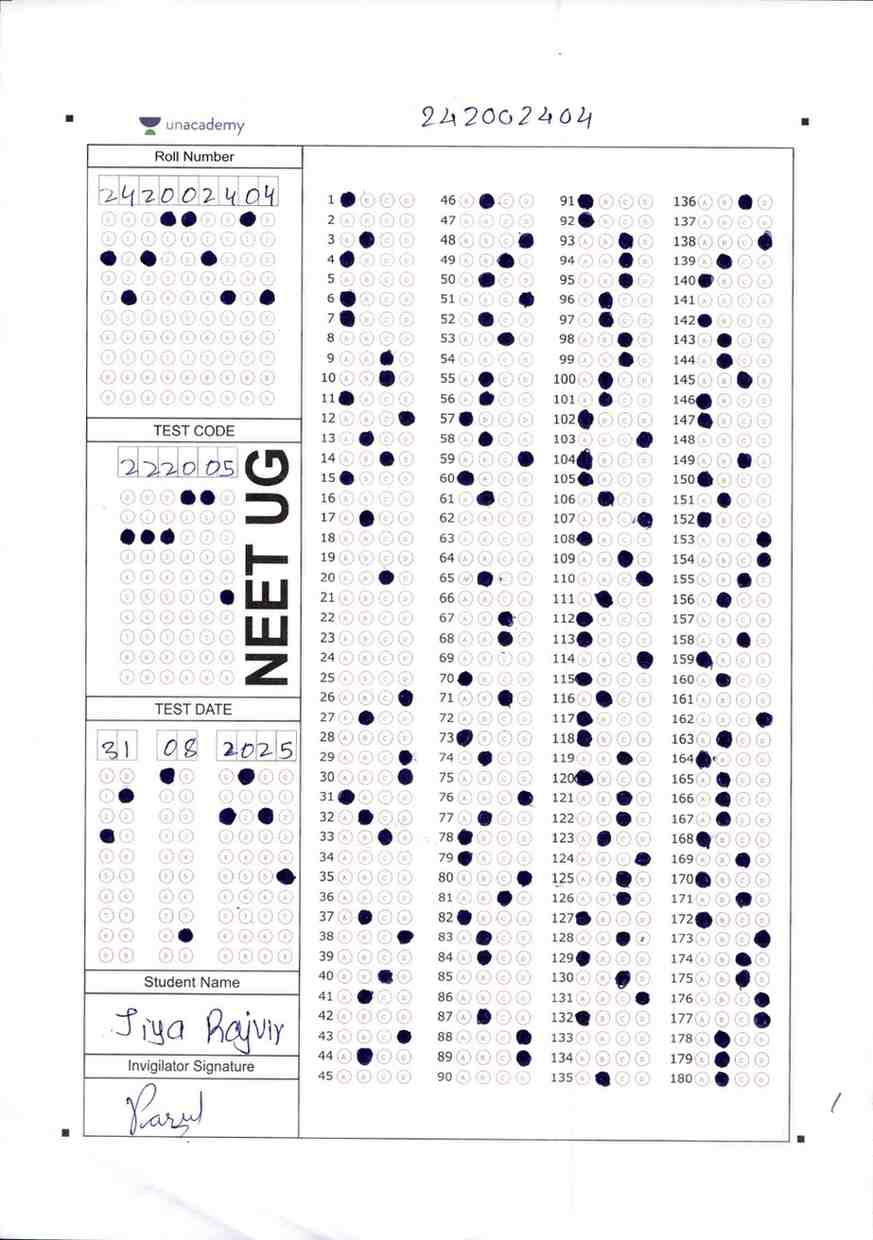 unacademy
242002404
Roll Number
242002404
TEST CODE
222005
NEET UG
TEST DATE
31 08 2025
Student Name
Jiya Rajvir
Invigilator Signature
Parul
1 46 91 136
2 47 92 137
3 48 93 138
4 49 94 139
5 50 95 140
6 51 96 141
7 52 97 142
8 53 98 143
9 54 99 144
10 55 100 145
11 56 101 146
12 57 102 147
13 58 103 148
14 59 104 149
15 60 105 150
16 61 106 151
17 62 107 152
18 63 108 153
19 64 109 154
20 65 110 155
21 66 111 156
22 67 112 157
23 68 113 158
24 69 114 159
25 70 115 160
26 71 116 161
27 72 117 162
28 73 118 163
29 74 119 164
30 75 120 165
31 76 121 166
32 77 122 167
33 78 123 168
34 79 124 169
35 80 125 170
36 81 126 171
37 82 127 172
38 83 128 173
39 84 129 174
40 85 130 175
41 86 131 176
42 87 132 177
43 88 133 178
44 89 134 179
45 90 135 180